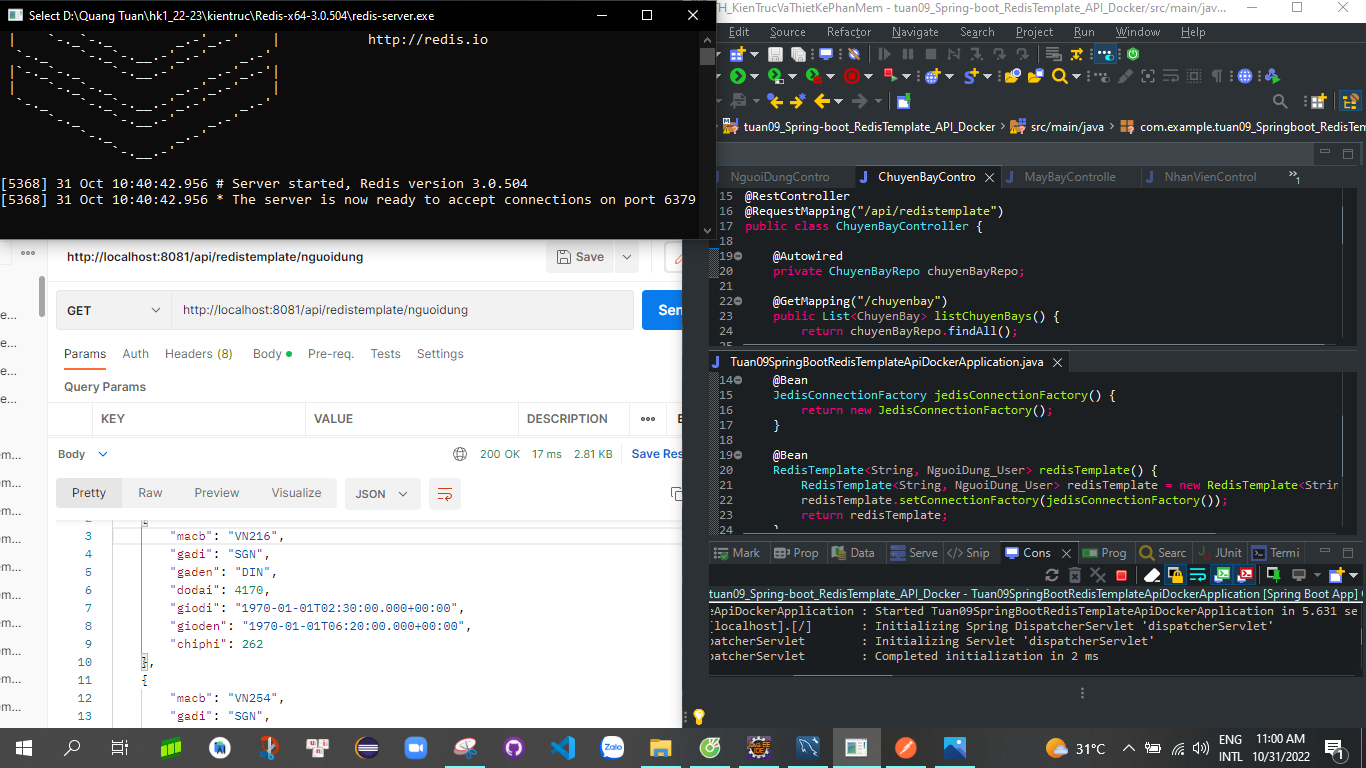 Select D:\Quang Tuan\hk1_22-23\kientruc\Redis-x64-3.0.504\redis-server.exe
http://redis.io
[5368] 31 Oct 10:40:42.956 # Server started, Redis version 3.0.504
[5368] 31 Oct 10:40:42.956 * The server is now ready to accept connections on port 6379
http://localhost:8081/api/redistemplate/nguoidung
Save
GET
http://localhost:8081/api/redistemplate/nguoidung
Sen
Params Auth Headers (8) Body Pre-req. Tests Settings
Query Params
KEY VALUE DESCRIPTION
Body
200 OK 17 ms 2.81 KB Save Res
Pretty Raw Preview Visualize JSON
3 "macb": "VN216",
4 "gadi": "SGN",
5 "gaden": "DIN",
6 "dodai": 4170,
7 "giodi": "1970-01-01T02:30:00.000+00:00",
8 "gioden": "1970-01-01T06:20:00.000+00:00",
9 "chiphi": 262
10 },
11 {
12 "macb": "VN254",
13 "gadi": "SGN",
TH_KienTrucVaThietKePhanMem - tuan09_Spring-boot_RedisTemplate_API_Docker/src/main/jav...
Edit Source Refactor Navigate Search Project Run Window Help
tuan09_Spring-boot_RedisTemplate_API_Docker src/main/java com.example.tuan09_Springboot_RedisTem
NguoiDungContro ChuyenBayContro MayBayControlle NhanVienControl 1
15 @RestController
16 @RequestMapping("/api/redistemplate")
17 public class ChuyenBayController {
18
19 @Autowired
20 private ChuyenBayRepo chuyenBayRepo;
21
22 @GetMapping("/chuyenbay")
23 public List<ChuyenBay> listChuyenBays() {
24 return chuyenBayRepo.findAll();
25
Tuan09SpringBootRedisTemplateApiDockerApplication.java
14 @Bean
15 JedisConnectionFactory jedisConnectionFactory() {
16 return new JedisConnectionFactory();
17 }
18
19 @Bean
20 RedisTemplate<String, NguoiDung_User> redisTemplate() {
21 RedisTemplate<String, NguoiDung_User> redisTemplate = new RedisTemplate<Strin
22 redisTemplate.setConnectionFactory(jedisConnectionFactory());
23 return redisTemplate;
24 }
Mark Prop Data Serve Snip Cons Prog Searc JUnit Termi
tuan09_Spring-boot_RedisTemplate_API_Docker - Tuan09SpringBootRedisTemplateApiDockerApplication [Spring Boot App]
eApiDockerApplication : Started Tuan09SpringBootRedisTemplateApiDockerApplication in 5.631 se
[localhost].[/] : Initializing Spring DispatcherServlet 'dispatcherServlet'
patcherServlet : Initializing Servlet 'dispatcherServlet'
patcherServlet : Completed initialization in 2 ms
Zalo
31°C
ENG
INTL
11:00 AM
10/31/2022
1